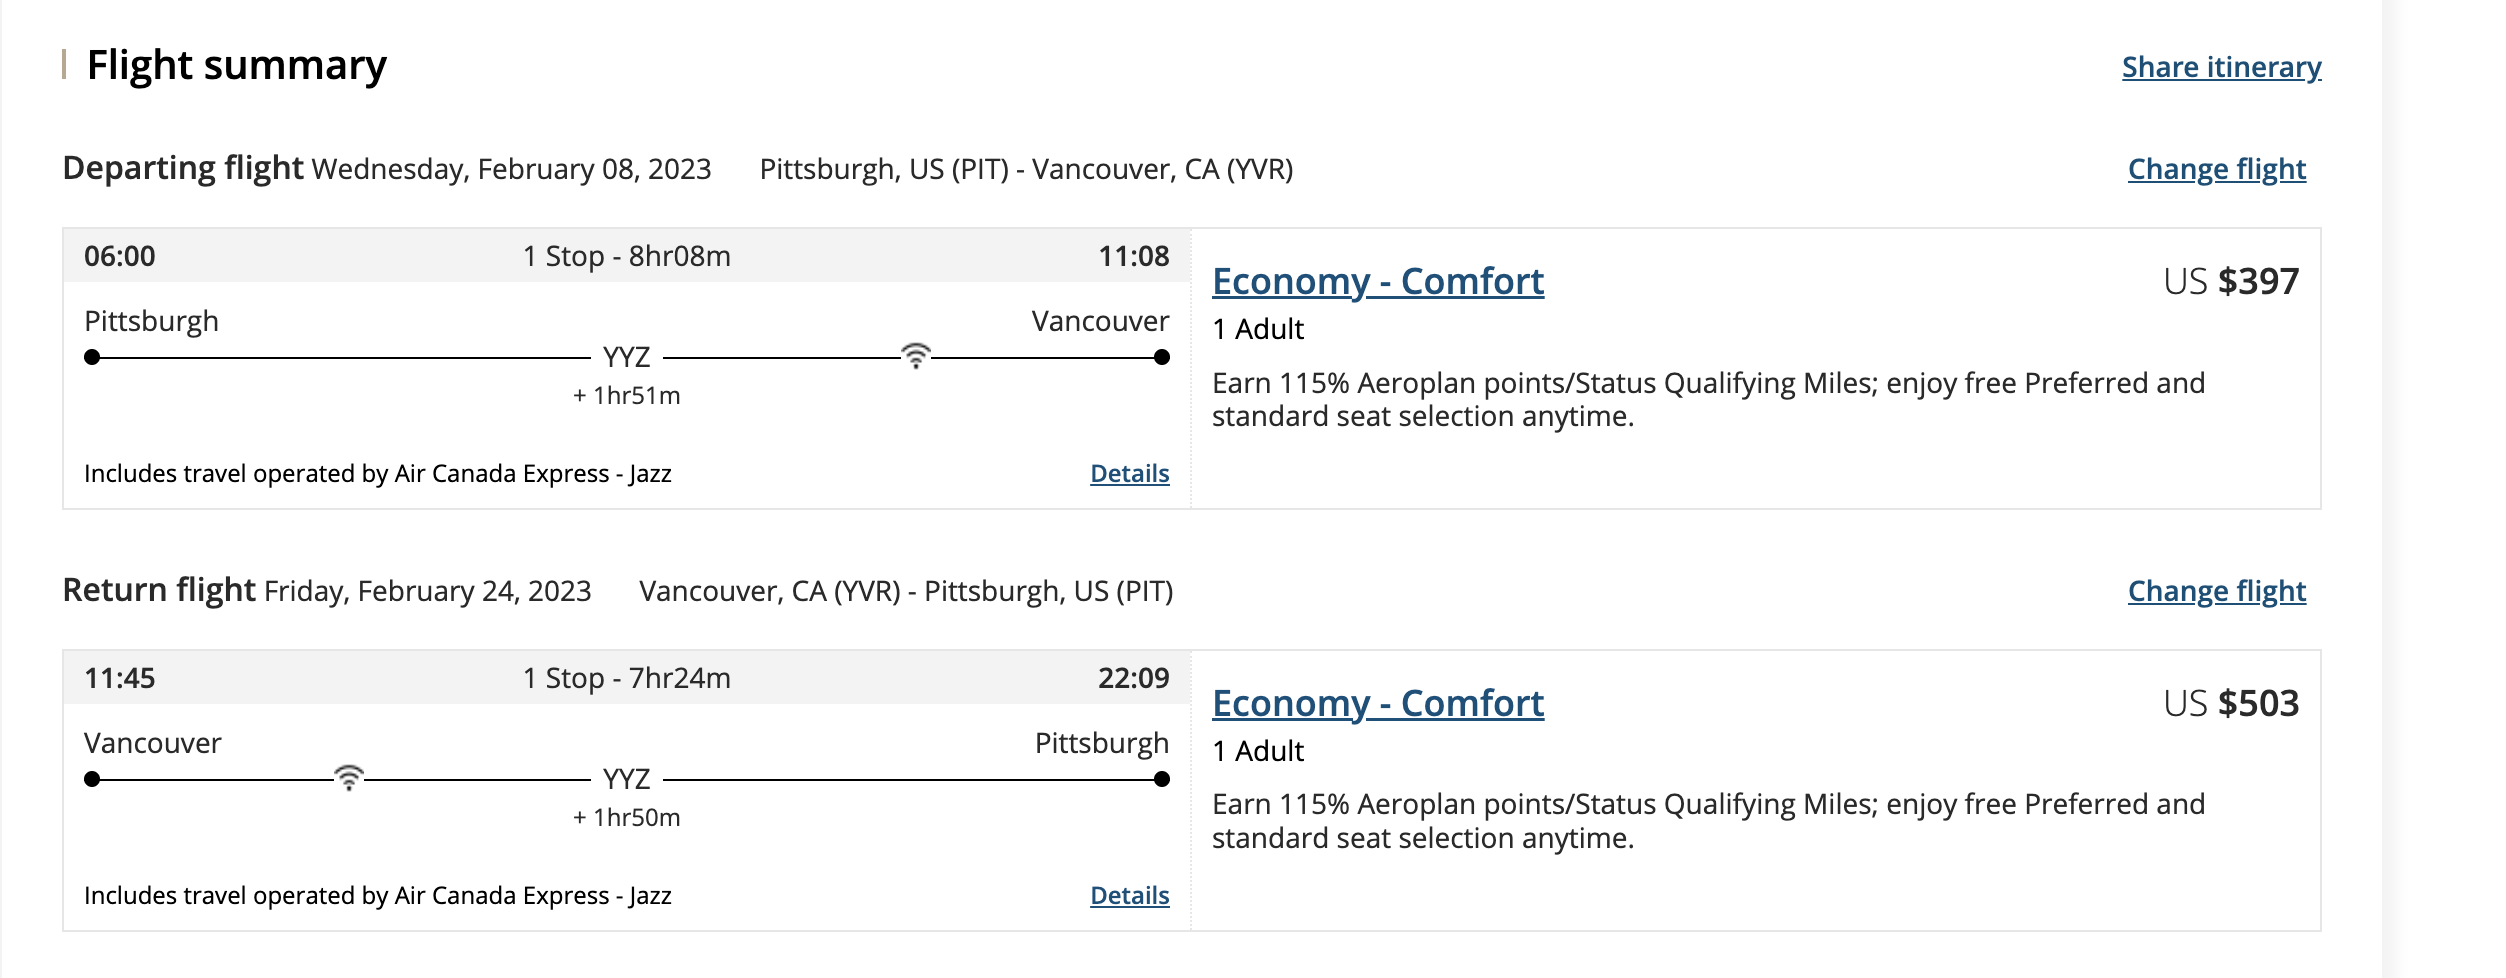 Flight summary
Share itinerary
Departing flight Wednesday, February 08, 2023 Pittsburgh, US (PIT) - Vancouver, CA (YVR)
Change flight
06:00 1 Stop - 8hr08m 11:08
Pittsburgh Vancouver
YYZ
+ 1hr51m
Includes travel operated by Air Canada Express - Jazz
Details
Economy - Comfort
US $397
1 Adult
Earn 115% Aeroplan points/Status Qualifying Miles; enjoy free Preferred and
standard seat selection anytime.
Return flight Friday, February 24, 2023 Vancouver, CA (YVR) - Pittsburgh, US (PIT)
Change flight
11:45 1 Stop - 7hr24m 22:09
Vancouver Pittsburgh
YYZ
+ 1hr50m
Includes travel operated by Air Canada Express - Jazz
Details
Economy - Comfort
US $503
1 Adult
Earn 115% Aeroplan points/Status Qualifying Miles; enjoy free Preferred and
standard seat selection anytime.